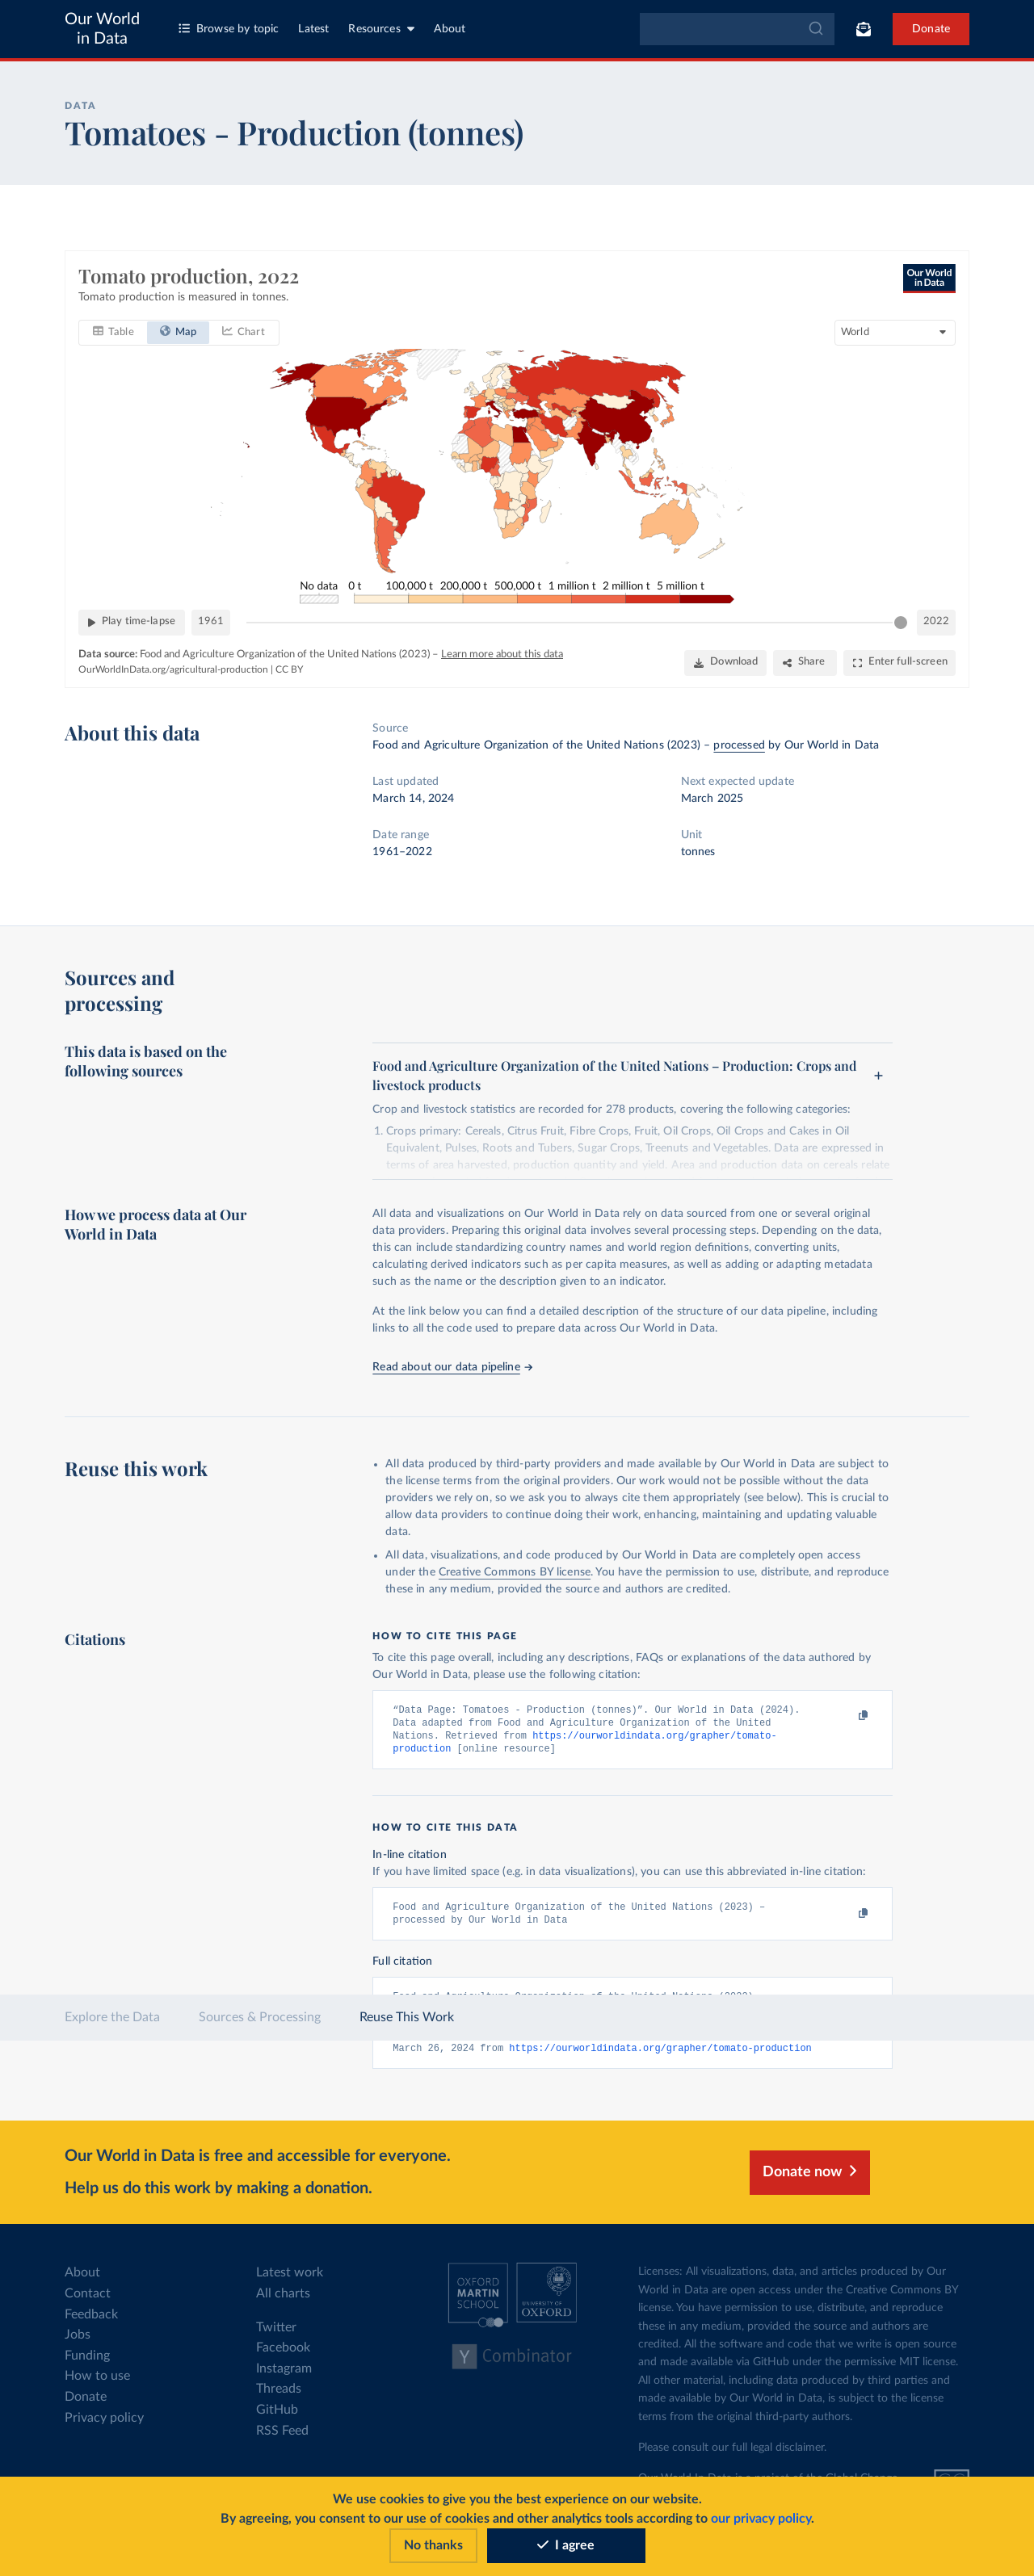 Our World
in Data
Browse by topic
Latest
Resources
About
Donate
DATA
Tomatoes - Production (tonnes)
Tomato production, 2022
Tomato production is measured in tonnes.
Our World
in Data
Table
Map
Chart
World
No data
0 t
100,000 t
200,000 t
500,000 t
1 million t
2 million t
5 million t
Play time-lapse
1961
2022
Data source: Food and Agriculture Organization of the United Nations (2023) – Learn more about this data
OurWorldInData.org/agricultural-production | CC BY
Download
Share
Enter full-screen
About this data
Source
Food and Agriculture Organization of the United Nations (2023) – processed by Our World in Data
Last updated
March 14, 2024
Next expected update
March 2025
Date range
1961–2022
Unit
tonnes
Sources and
processing
This data is based on the
following sources
Food and Agriculture Organization of the United Nations – Production: Crops and
livestock products
Crop and livestock statistics are recorded for 278 products, covering the following categories:
1. Crops primary: Cereals, Citrus Fruit, Fibre Crops, Fruit, Oil Crops, Oil Crops and Cakes in Oil
Equivalent, Pulses, Roots and Tubers, Sugar Crops, Treenuts and Vegetables. Data are expressed in
terms of area harvested, production quantity and yield. Area and production data on cereals relate
How we process data at Our
World in Data
All data and visualizations on Our World in Data rely on data sourced from one or several original
data providers. Preparing this original data involves several processing steps. Depending on the data,
this can include standardizing country names and world region definitions, converting units,
calculating derived indicators such as per capita measures, as well as adding or adapting metadata
such as the name or the description given to an indicator.
At the link below you can find a detailed description of the structure of our data pipeline, including
links to all the code used to prepare data across Our World in Data.
Read about our data pipeline
Reuse this work
• All data produced by third-party providers and made available by Our World in Data are subject to
the license terms from the original providers. Our work would not be possible without the data
providers we rely on, so we ask you to always cite them appropriately (see below). This is crucial to
allow data providers to continue doing their work, enhancing, maintaining and updating valuable
data.
• All data, visualizations, and code produced by Our World in Data are completely open access
under the Creative Commons BY license. You have the permission to use, distribute, and reproduce
these in any medium, provided the source and authors are credited.
Citations
HOW TO CITE THIS PAGE
To cite this page overall, including any descriptions, FAQs or explanations of the data authored by
Our World in Data, please use the following citation:
“Data Page: Tomatoes - Production (tonnes)”. Our World in Data (2024).
Data adapted from Food and Agriculture Organization of the United
Nations. Retrieved from https://ourworldindata.org/grapher/tomato-
production [online resource]
HOW TO CITE THIS DATA
In-line citation
If you have limited space (e.g. in data visualizations), you can use this abbreviated in-line citation:
Food and Agriculture Organization of the United Nations (2023) –
processed by Our World in Data
Full citation
Explore the Data
Sources & Processing
Reuse This Work
March 26, 2024 from https://ourworldindata.org/grapher/tomato-production
Our World in Data is free and accessible for everyone.
Help us do this work by making a donation.
Donate now
About
Contact
Feedback
Jobs
Funding
How to use
Donate
Privacy policy
Latest work
All charts
Twitter
Facebook
Instagram
Threads
GitHub
RSS Feed
OXFORD
MARTIN
SCHOOL
UNIVERSITY OF
OXFORD
Y Combinator
Licenses: All visualizations, data, and articles produced by Our
World in Data are open access under the Creative Commons BY
license. You have permission to use, distribute, and reproduce
these in any medium, provided the source and authors are
credited. All the software and code that we write is open source
and made available via GitHub under the permissive MIT license.
All other material, including data produced by third parties and
made available by Our World in Data, is subject to the license
terms from the original third-party authors.
Please consult our full legal disclaimer.
We use cookies to give you the best experience on our website.
By agreeing, you consent to our use of cookies and other analytics tools according to our privacy policy.
No thanks
I agree